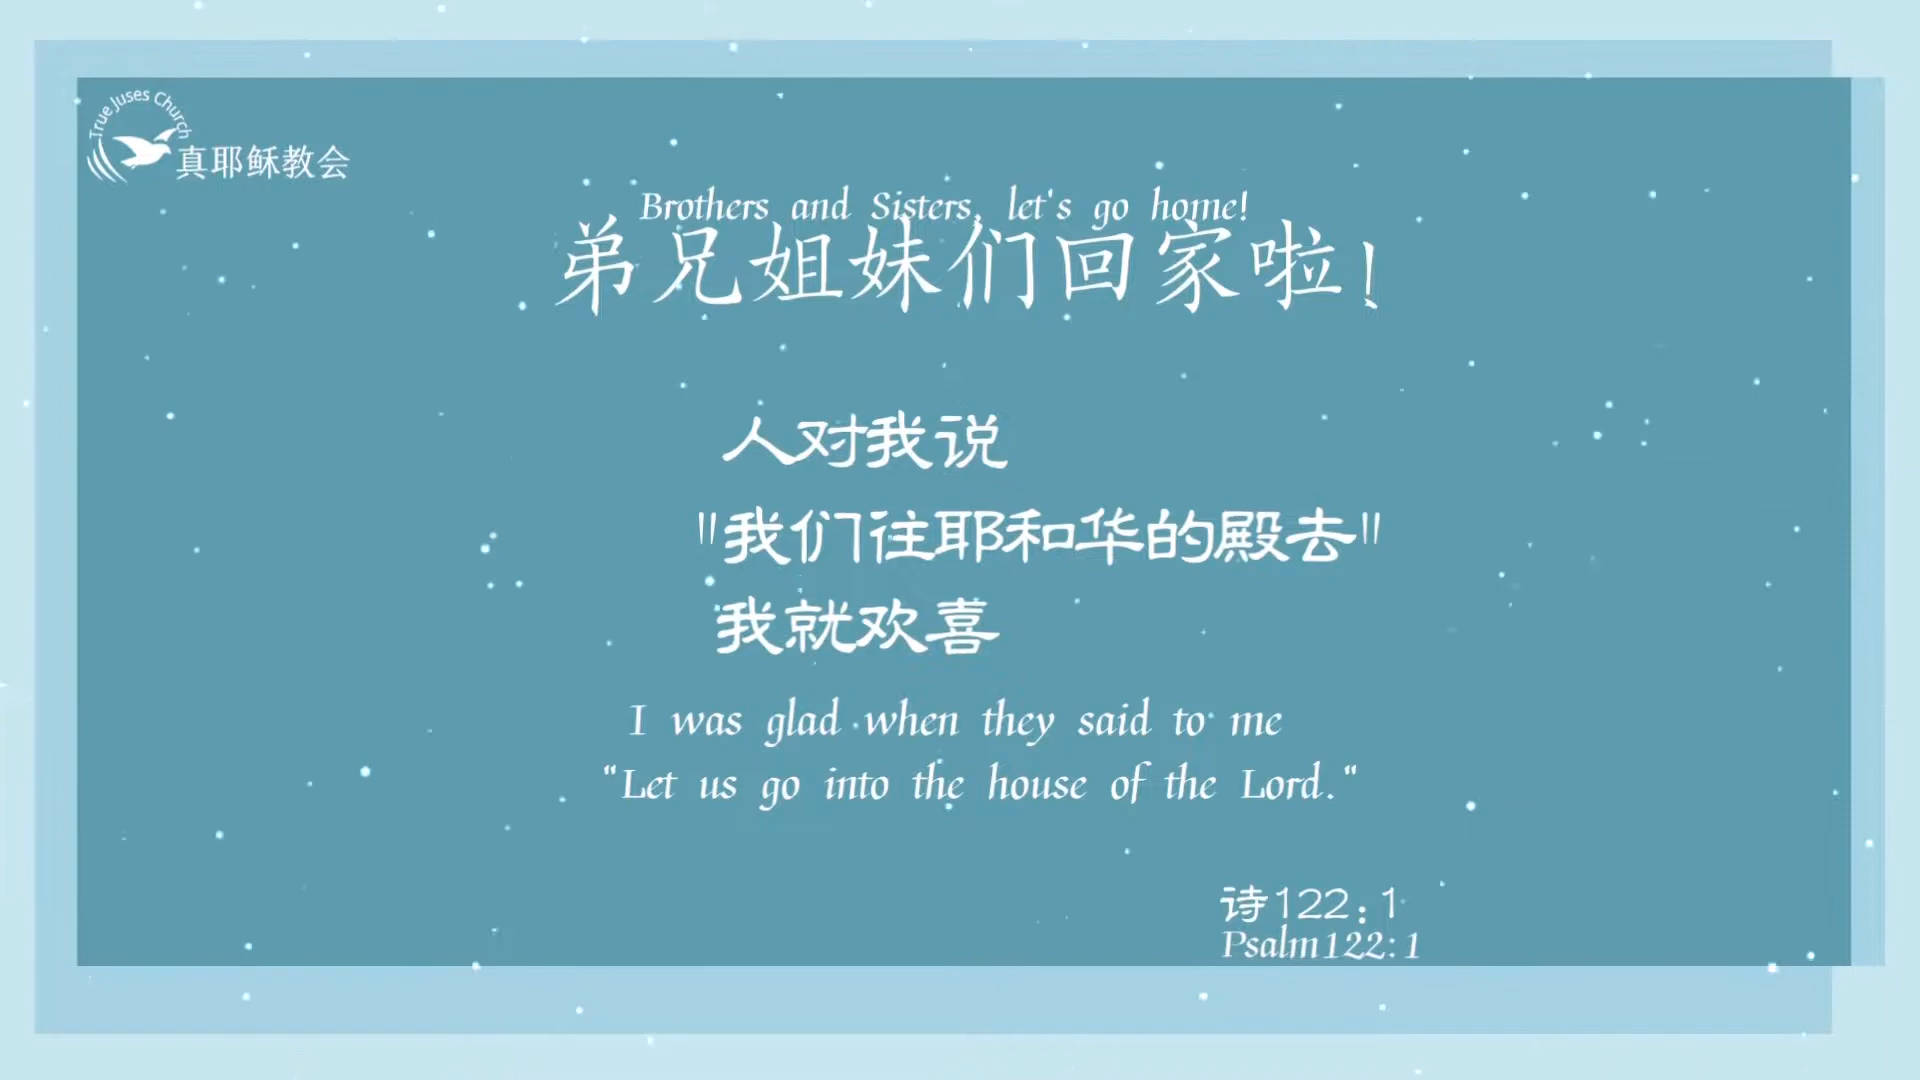 True Juses Church
真耶稣教会
Brothers and Sisters, let's go home!
弟兄姐妹们回家啦!
人对我说
"我们往耶和华的殿去"
我就欢喜
I was glad when they said to me
"Let us go into the house of the Lord."
诗122:1
Psalm122:1